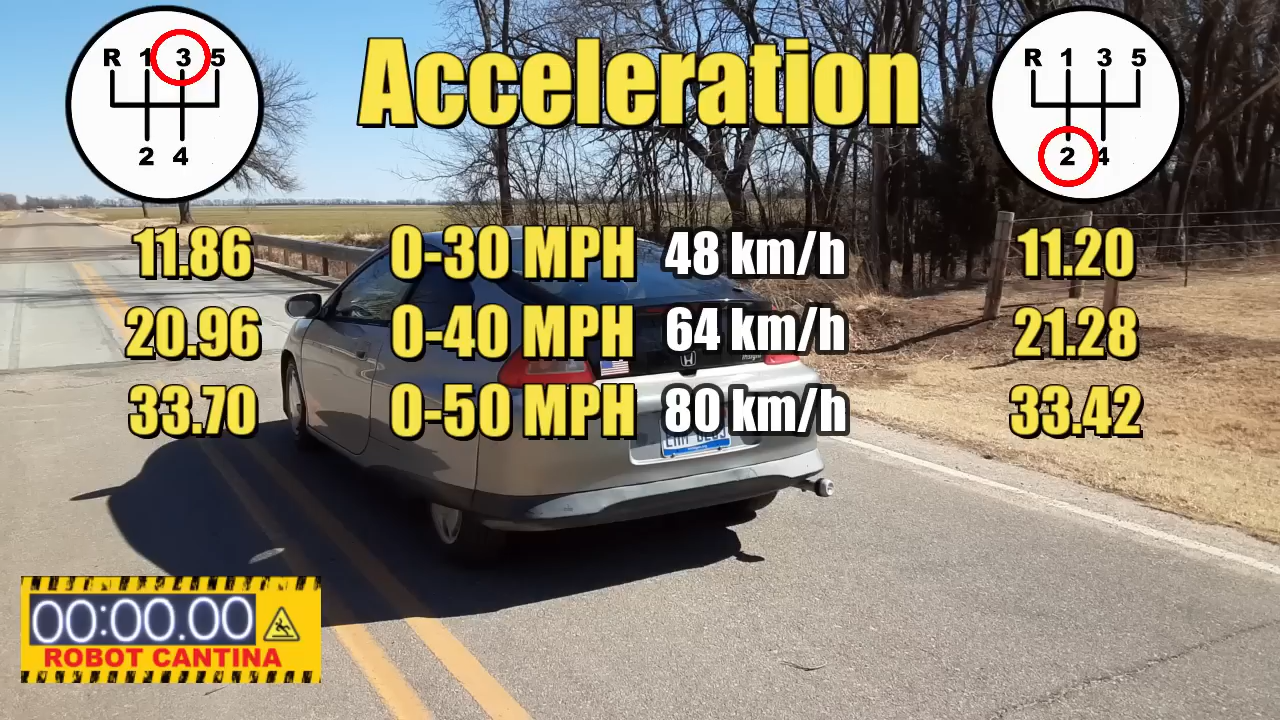 Acceleration
R 1 3 5
2 4
R 1 3 5
2 4
11.86 0-30 MPH 48 km/h 11.20
20.96 0-40 MPH 64 km/h 21.28
33.70 0-50 MPH 80 km/h 33.42
00:00.00
ROBOT CANTINA